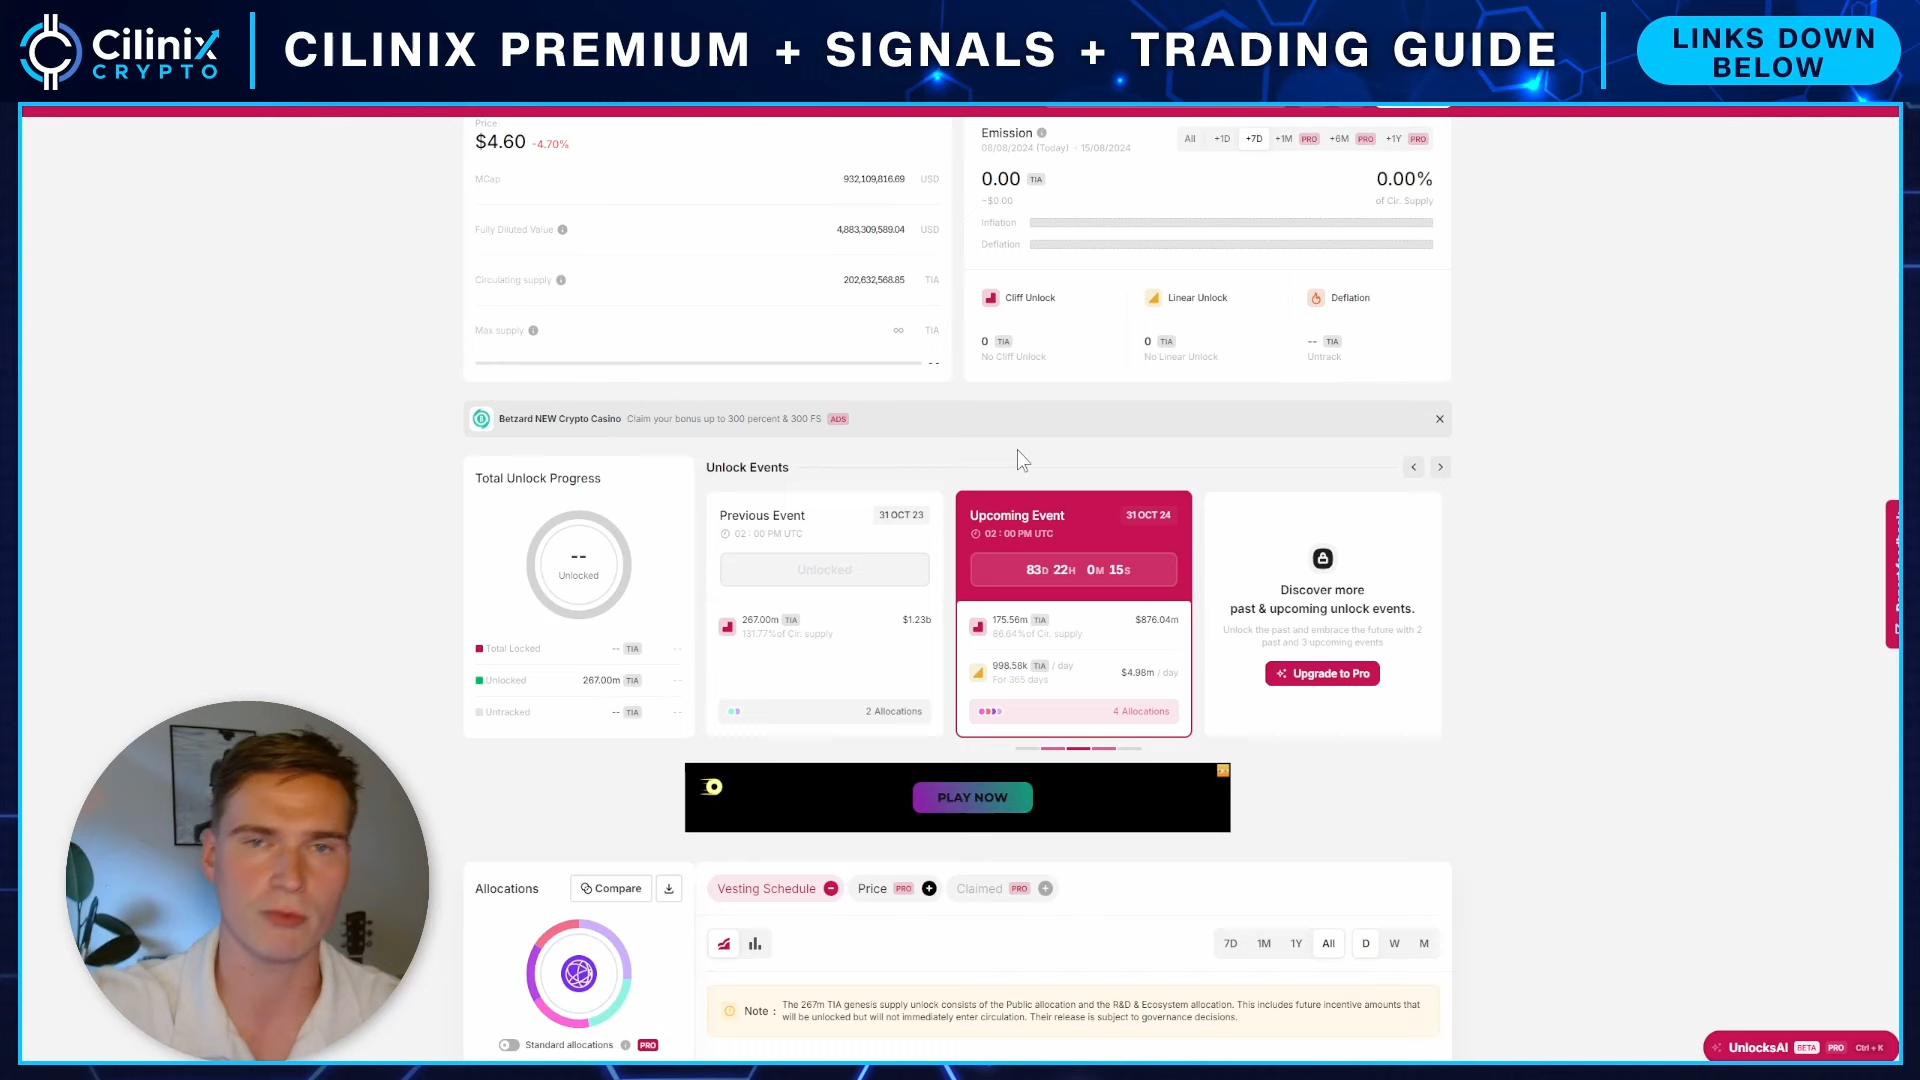 Cilinix
CRYPTO
CILINIX PREMIUM + SIGNALS + TRADING GUIDE
LINKS DOWN
BELOW
Price
$4.60 -4.70%
MCap 932,109,816.69 USD
Fully Diluted Value 4,883,309,589.04 USD
Circulating supply 202,632,568.85 TIA
Max supply ∞ TIA
--
Emission
08/08/2024 (Today) - 15/08/2024
All +1D +7D +1M PRO +6M PRO +1Y PRO
0.00 TIA 0.00%
~$0.00 of Cir. Supply
Inflation
Deflation
Cliff Unlock Linear Unlock Deflation
0 TIA 0 TIA -- TIA
No Cliff Unlock No Linear Unlock Untrack
Betzard NEW Crypto Casino Claim your bonus up to 300 percent & 300 FS ADS
Total Unlock Progress
--
Unlocked
Total Locked -- TIA --
Unlocked 267.00m TIA --
Untracked -- TIA --
Unlock Events
Previous Event 31 OCT 23
02 : 00 PM UTC
Unlocked
267.00m TIA $1.23b
131.77% of Cir. supply
2 Allocations
Upcoming Event 31 OCT 24
02 : 00 PM UTC
83D 22H 0M 15S
175.56m TIA $876.04m
86.64% of Cir. supply
998.58k TIA / day $4.98m / day
For 365 days
4 Allocations
Discover more
past & upcoming unlock events.
Unlock the past and embrace the future with 2
past and 3 upcoming events
Upgrade to Pro
PLAY NOW
Allocations Compare
Standard allocations PRO
Vesting Schedule Price PRO Claimed PRO
7D 1M 1Y All D W M
Note : The 267m TIA genesis supply unlock consists of the Public allocation and the R&D & Ecosystem allocation. This includes future incentive amounts that
will be unlocked but will not immediately enter circulation. Their release is subject to governance decisions.
UnlocksAI BETA PRO Ctrl + K